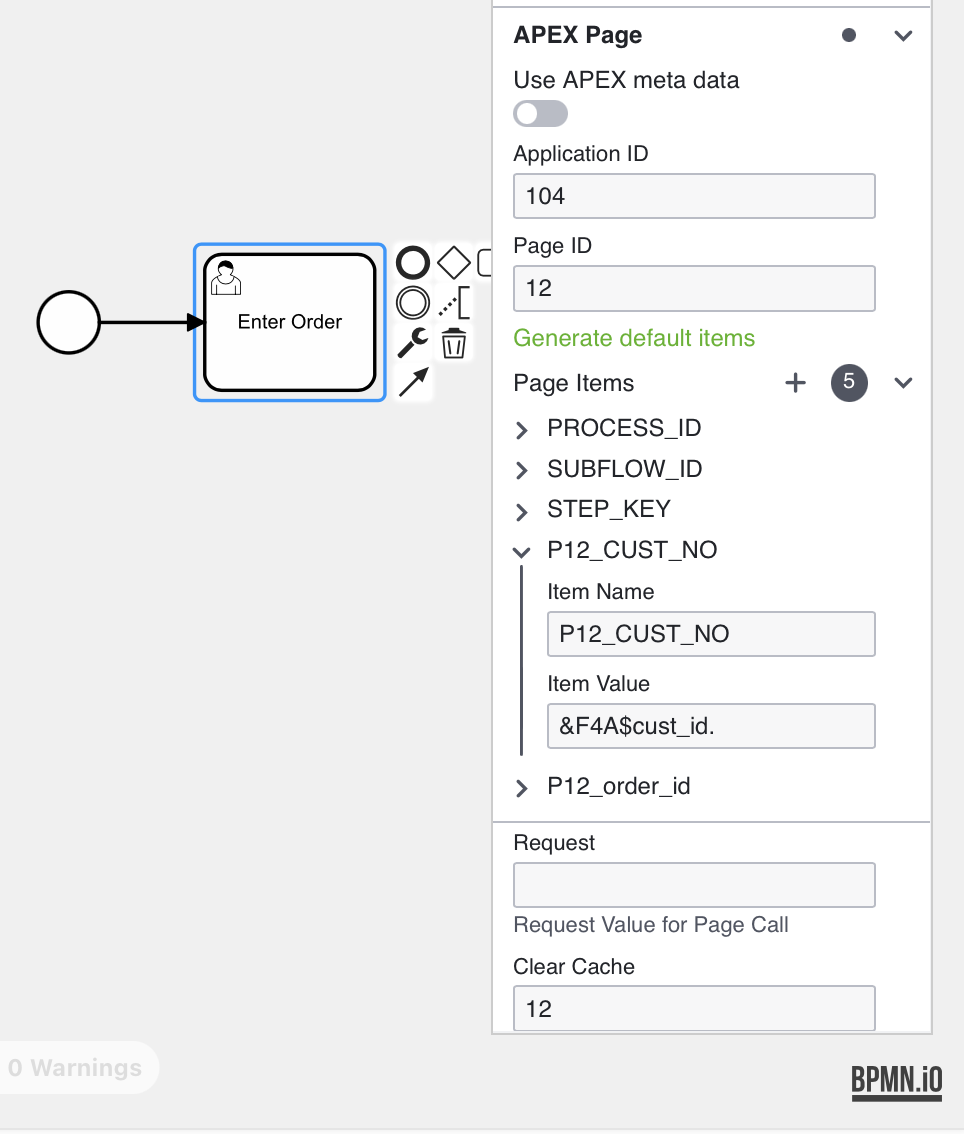 APEX Page
Use APEX meta data
Application ID
104
Page ID
12
Enter Order
Generate default items
Page Items
5
PROCESS_ID
SUBFLOW_ID
STEP_KEY
P12_CUST_NO
Item Name
P12_CUST_NO
Item Value
&F4A$cust_id.
P12_order_id
Request
Request Value for Page Call
Clear Cache
12
0 Warnings
BPMN.iO